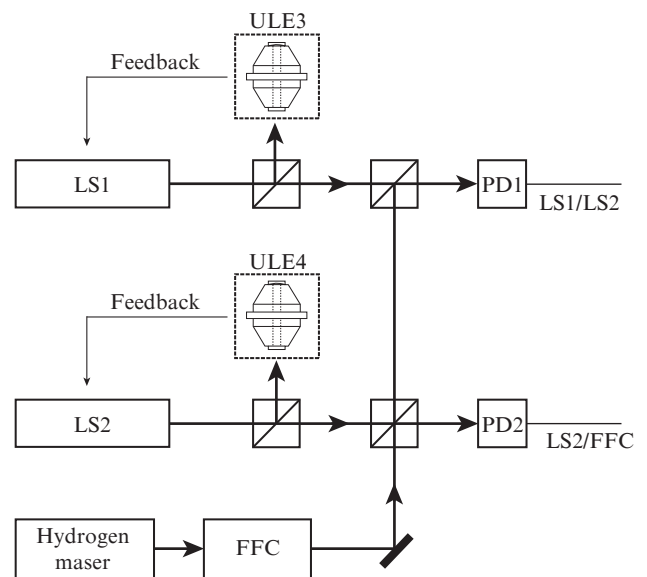 ULE3
Feedback
LS1
PD1
LS1/LS2
ULE4
Feedback
LS2
PD2
LS2/FFC
Hydrogen
maser
FFC